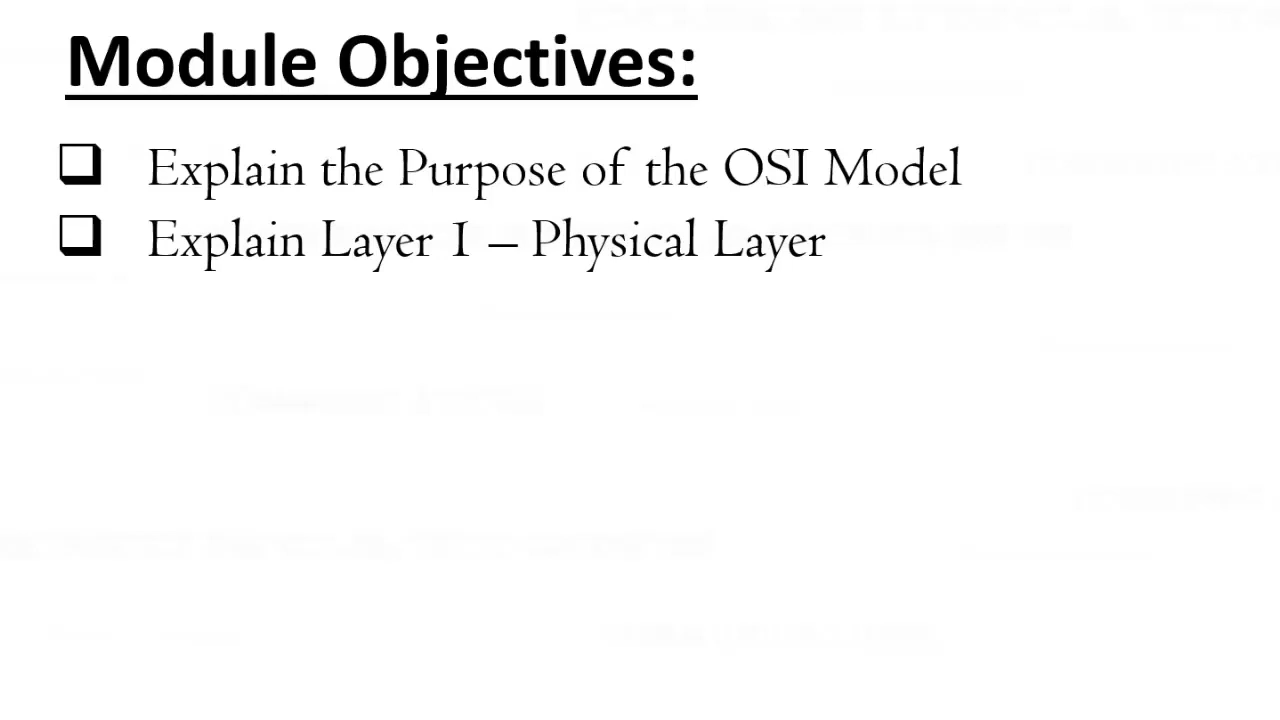 Module Objectives:
Explain the Purpose of the OSI Model
Explain Layer 1 – Physical Layer